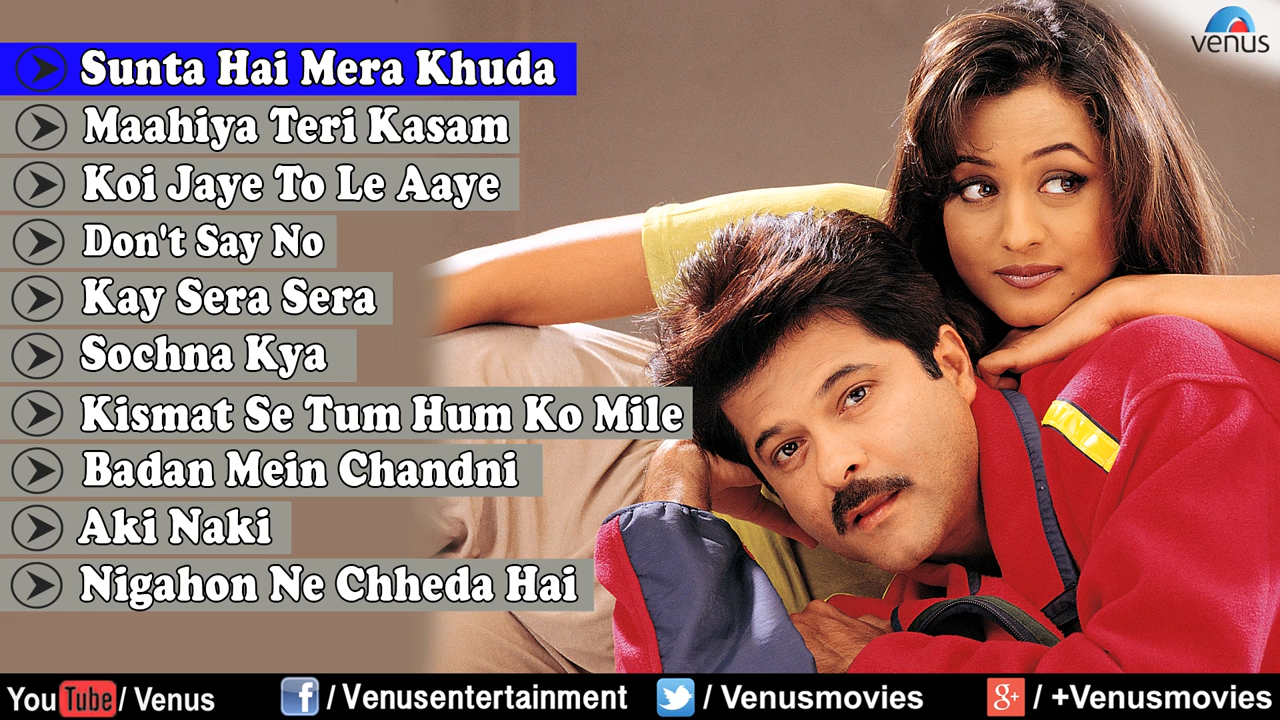 venus
Sunta Hai Mera Khuda
Maahiya Teri Kasam
Koi Jaye To Le Aaye
Don't Say No
Kay Sera Sera
Sochna Kya
Kismat Se Tum Hum Ko Mile
Badan Mein Chandni
Aki Naki
Nigahon Ne Chheda Hai
YouTube / Venus f / Venusentertainment / Venusmovies g+ / +Venusmovies